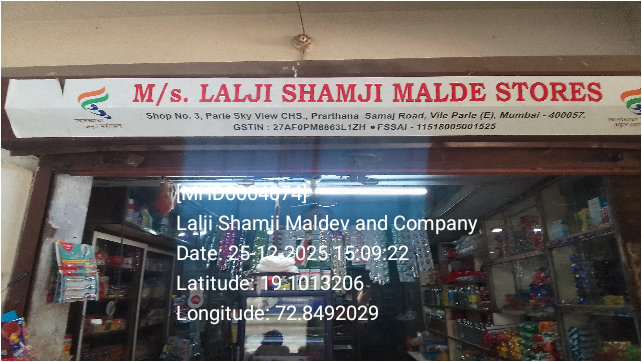 M/s. LALJI SHAMJI MALDE STORES
Shop No. 3, Parle Sky View CHS., Prarthana Samaj Road, Vile Parle (E), Mumbai - 400057.
GSTIN : 27AFOPM8863L1ZH • FSSAI - 11518005001525
[MHD0004074]
Lalji Shamji Maldev and Company
Date: 25-12-2025 15:09:22
Latitude: 19.1013206
Longitude: 72.8492029